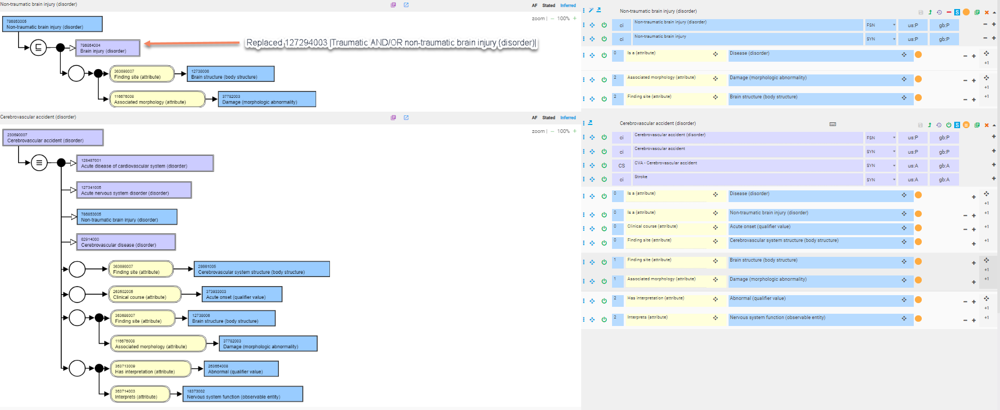 Non-traumatic brain injury (disorder)
AF Stated Inferred
zoom | − 100% +
786853005
Non-traumatic brain injury (disorder)
786854004
Brain injury (disorder)
Replaced 127294003 |Traumatic AND/OR non-traumatic brain injury (disorder)|
363698007
Finding site (attribute)
12738006
Brain structure (body structure)
116676008
Associated morphology (attribute)
37782003
Damage (morphologic abnormality)
Cerebrovascular accident (disorder)
AF Stated Inferred
zoom | − 100% +
230690007
Cerebrovascular accident (disorder)
128487001
Acute disease of cardiovascular system (disorder)
127341005
Acute nervous system disorder (disorder)
786853005
Non-traumatic brain injury (disorder)
62914000
Cerebrovascular disease (disorder)
363698007
Finding site (attribute)
28661005
Cerebrovascular system structure (body structure)
263502005
Clinical course (attribute)
373933003
Acute onset (qualifier value)
363698007
Finding site (attribute)
12738006
Brain structure (body structure)
116676008
Associated morphology (attribute)
37782003
Damage (morphologic abnormality)
363713009
Has interpretation (attribute)
263654008
Abnormal (qualifier value)
363714003
Interprets (attribute)
18373002
Nervous system function (observable entity)
Non-traumatic brain injury (disorder)
S
ci Non-traumatic brain injury (disorder) FSN us:P gb:P − +
ci Non-traumatic brain injury SYN us:P gb:P − +
0 Is a (attribute) Disease (disorder) − +
+1
2 Associated morphology (attribute) Damage (morphologic abnormality) − +
+1
2 Finding site (attribute) Brain structure (body structure) − + +1
Cerebrovascular accident (disorder)
S
ci Cerebrovascular accident (disorder) FSN us:P gb:P +
ci Cerebrovascular accident SYN us:P gb:P +
CS CVA - Cerebrovascular accident SYN us:A gb:A +
ci Stroke SYN us:A gb:A +
0 Is a (attribute) Disease (disorder) +
+1
0 Is a (attribute) Non-traumatic brain injury (disorder) − + +1
0 Clinical course (attribute) Acute onset (qualifier value) − + +1
0 Finding site (attribute) Cerebrovascular system structure (body structure) + +1
1 Finding site (attribute) Brain structure (body structure) +
+1
1 Associated morphology (attribute) Damage (morphologic abnormality) + +1
2 Has interpretation (attribute) Abnormal (qualifier value) − +
+1
2 Interprets (attribute) Nervous system function (observable entity) − + +1